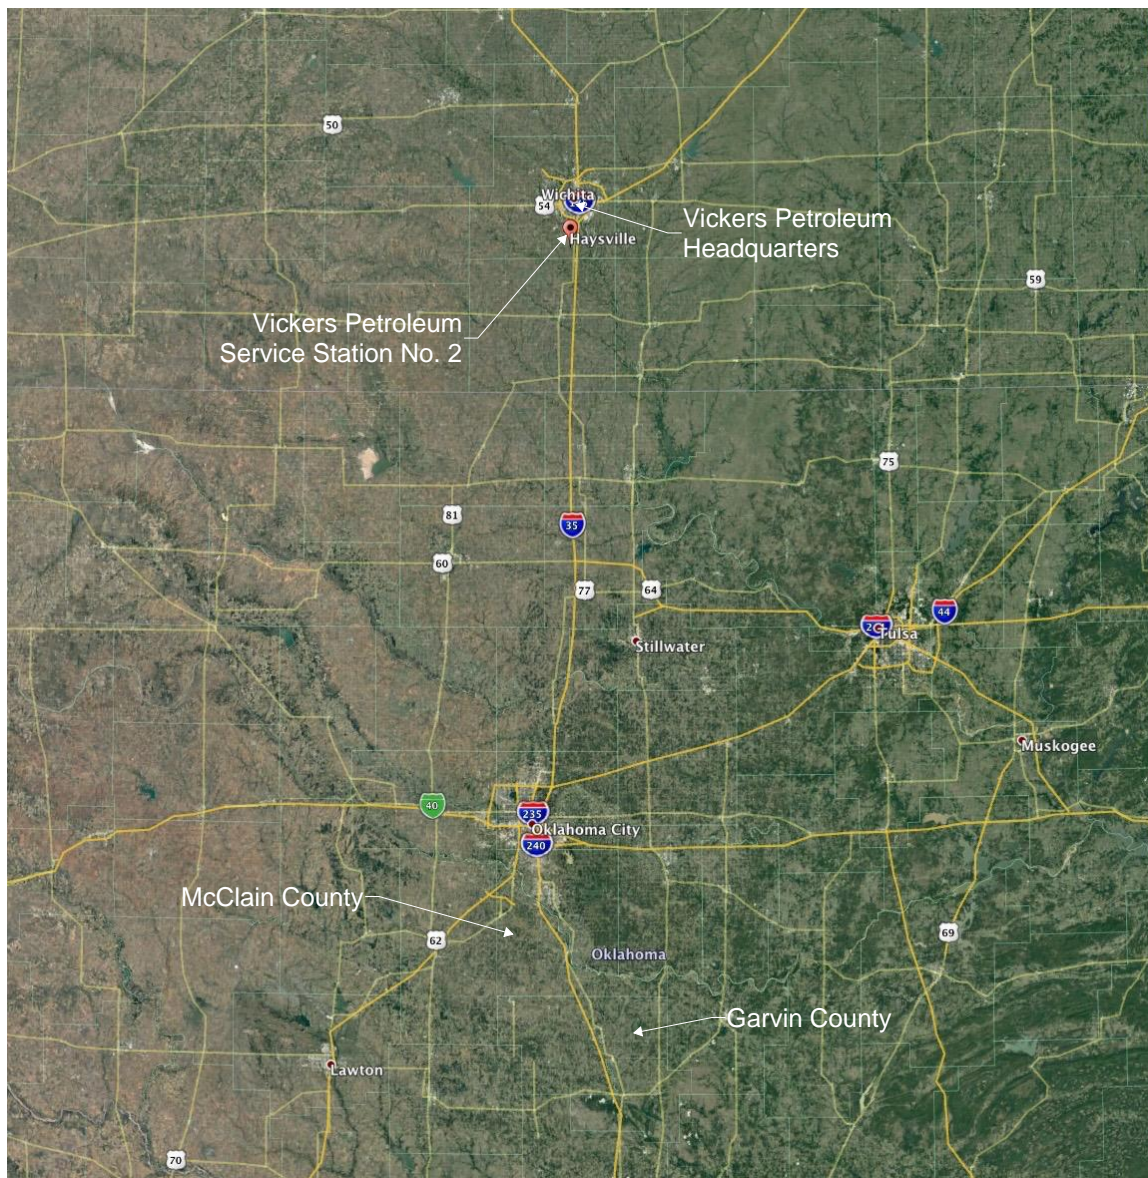 50
Wichita
54
Vickers Petroleum
Headquarters
Haysville
59
Vickers Petroleum
Service Station No. 2
75
81
35
60
77
64
44
Tulsa
Stillwater
Muskogee
40
235
Oklahoma City
240
McClain County
62
69
Oklahoma
Garvin County
Lawton
70